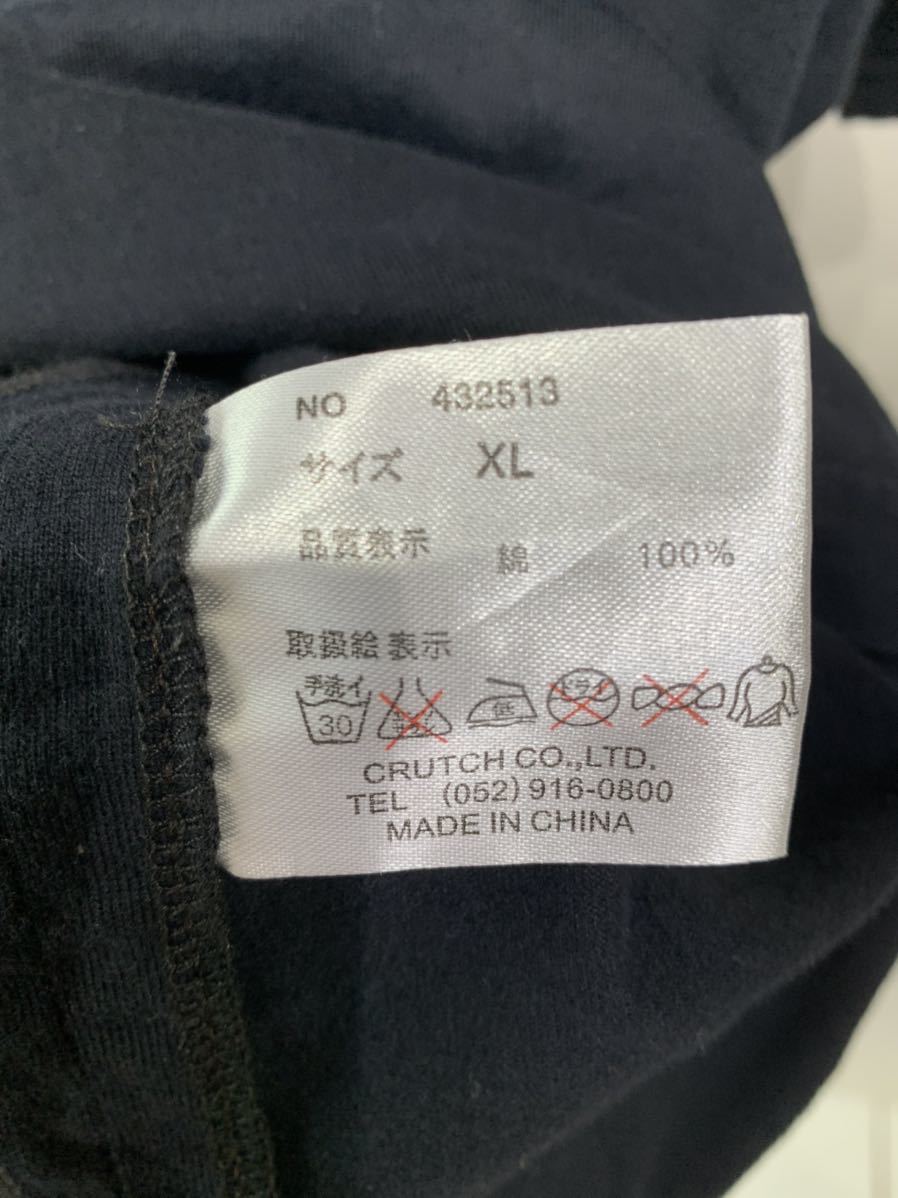 NO 432513
サイズ XL
品質表示 綿 100%
取扱絵表示
手洗イ 30 低
CRUTCH CO.,LTD.
TEL (052) 916-0800
MADE IN CHINA